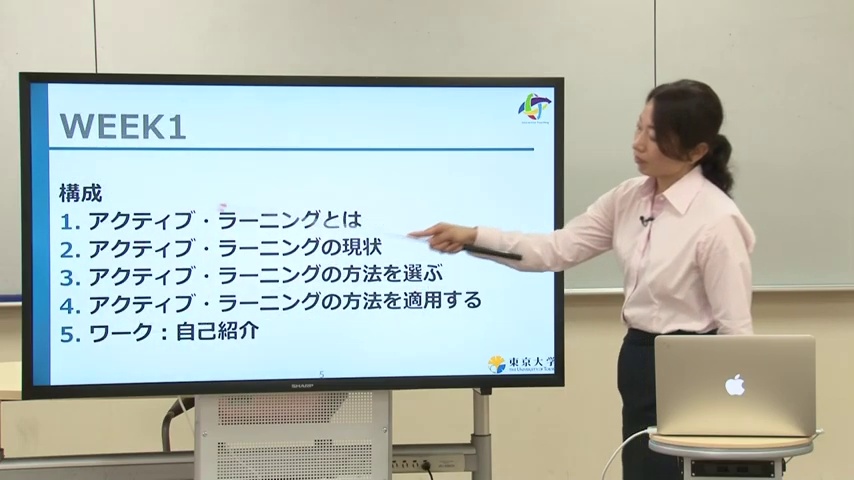 WEEK1
構成
1. アクティブ・ラーニングとは
2. アクティブ・ラーニングの現状
3. アクティブ・ラーニングの方法を選ぶ
4. アクティブ・ラーニングの方法を適用する
5. ワーク：自己紹介
5
東京大学
SHARP